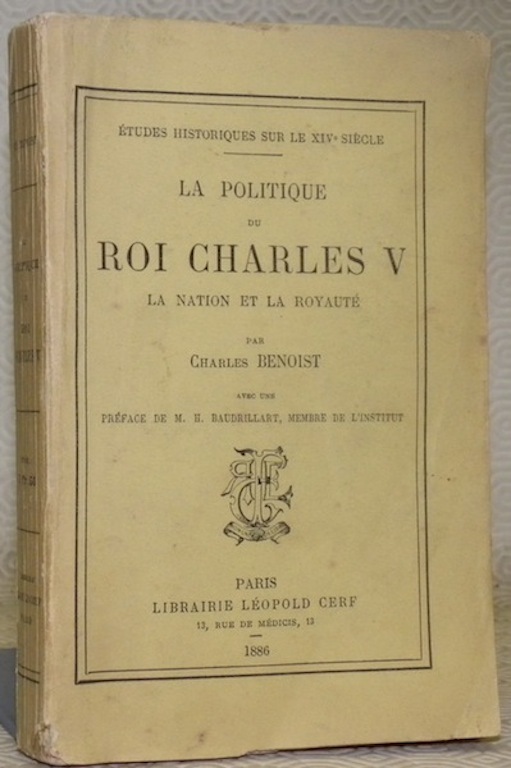 ÉTUDES HISTORIQUES SUR LE XIVe SIÈCLE
LA POLITIQUE
DU
ROI CHARLES V
LA NATION ET LA ROYAUTÉ
PAR
CHARLES BENOIST
AVEC UNE
PRÉFACE DE M. H. BAUDRILLART, MEMBRE DE L'INSTITUT
PARIS
LIBRAIRIE LÉOPOLD CERF
13, RUE DE MÉDICIS, 13
1886